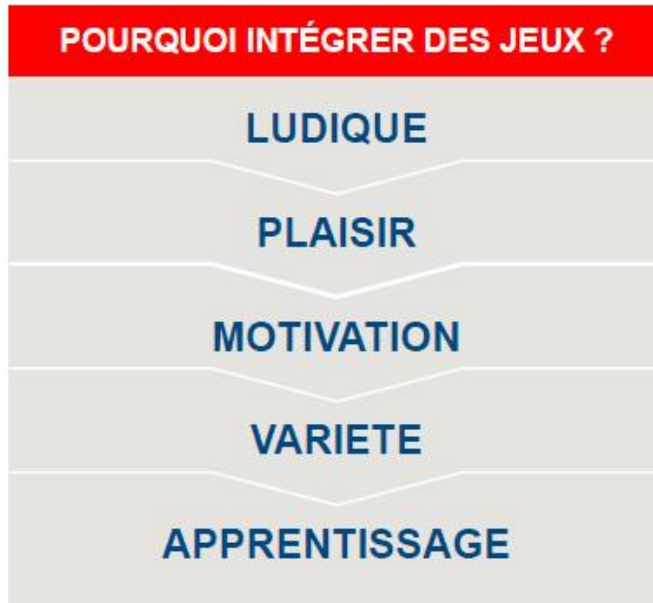 POURQUOI INTÉGRER DES JEUX ?
LUDIQUE
PLAISIR
MOTIVATION
VARIETE
APPRENTISSAGE